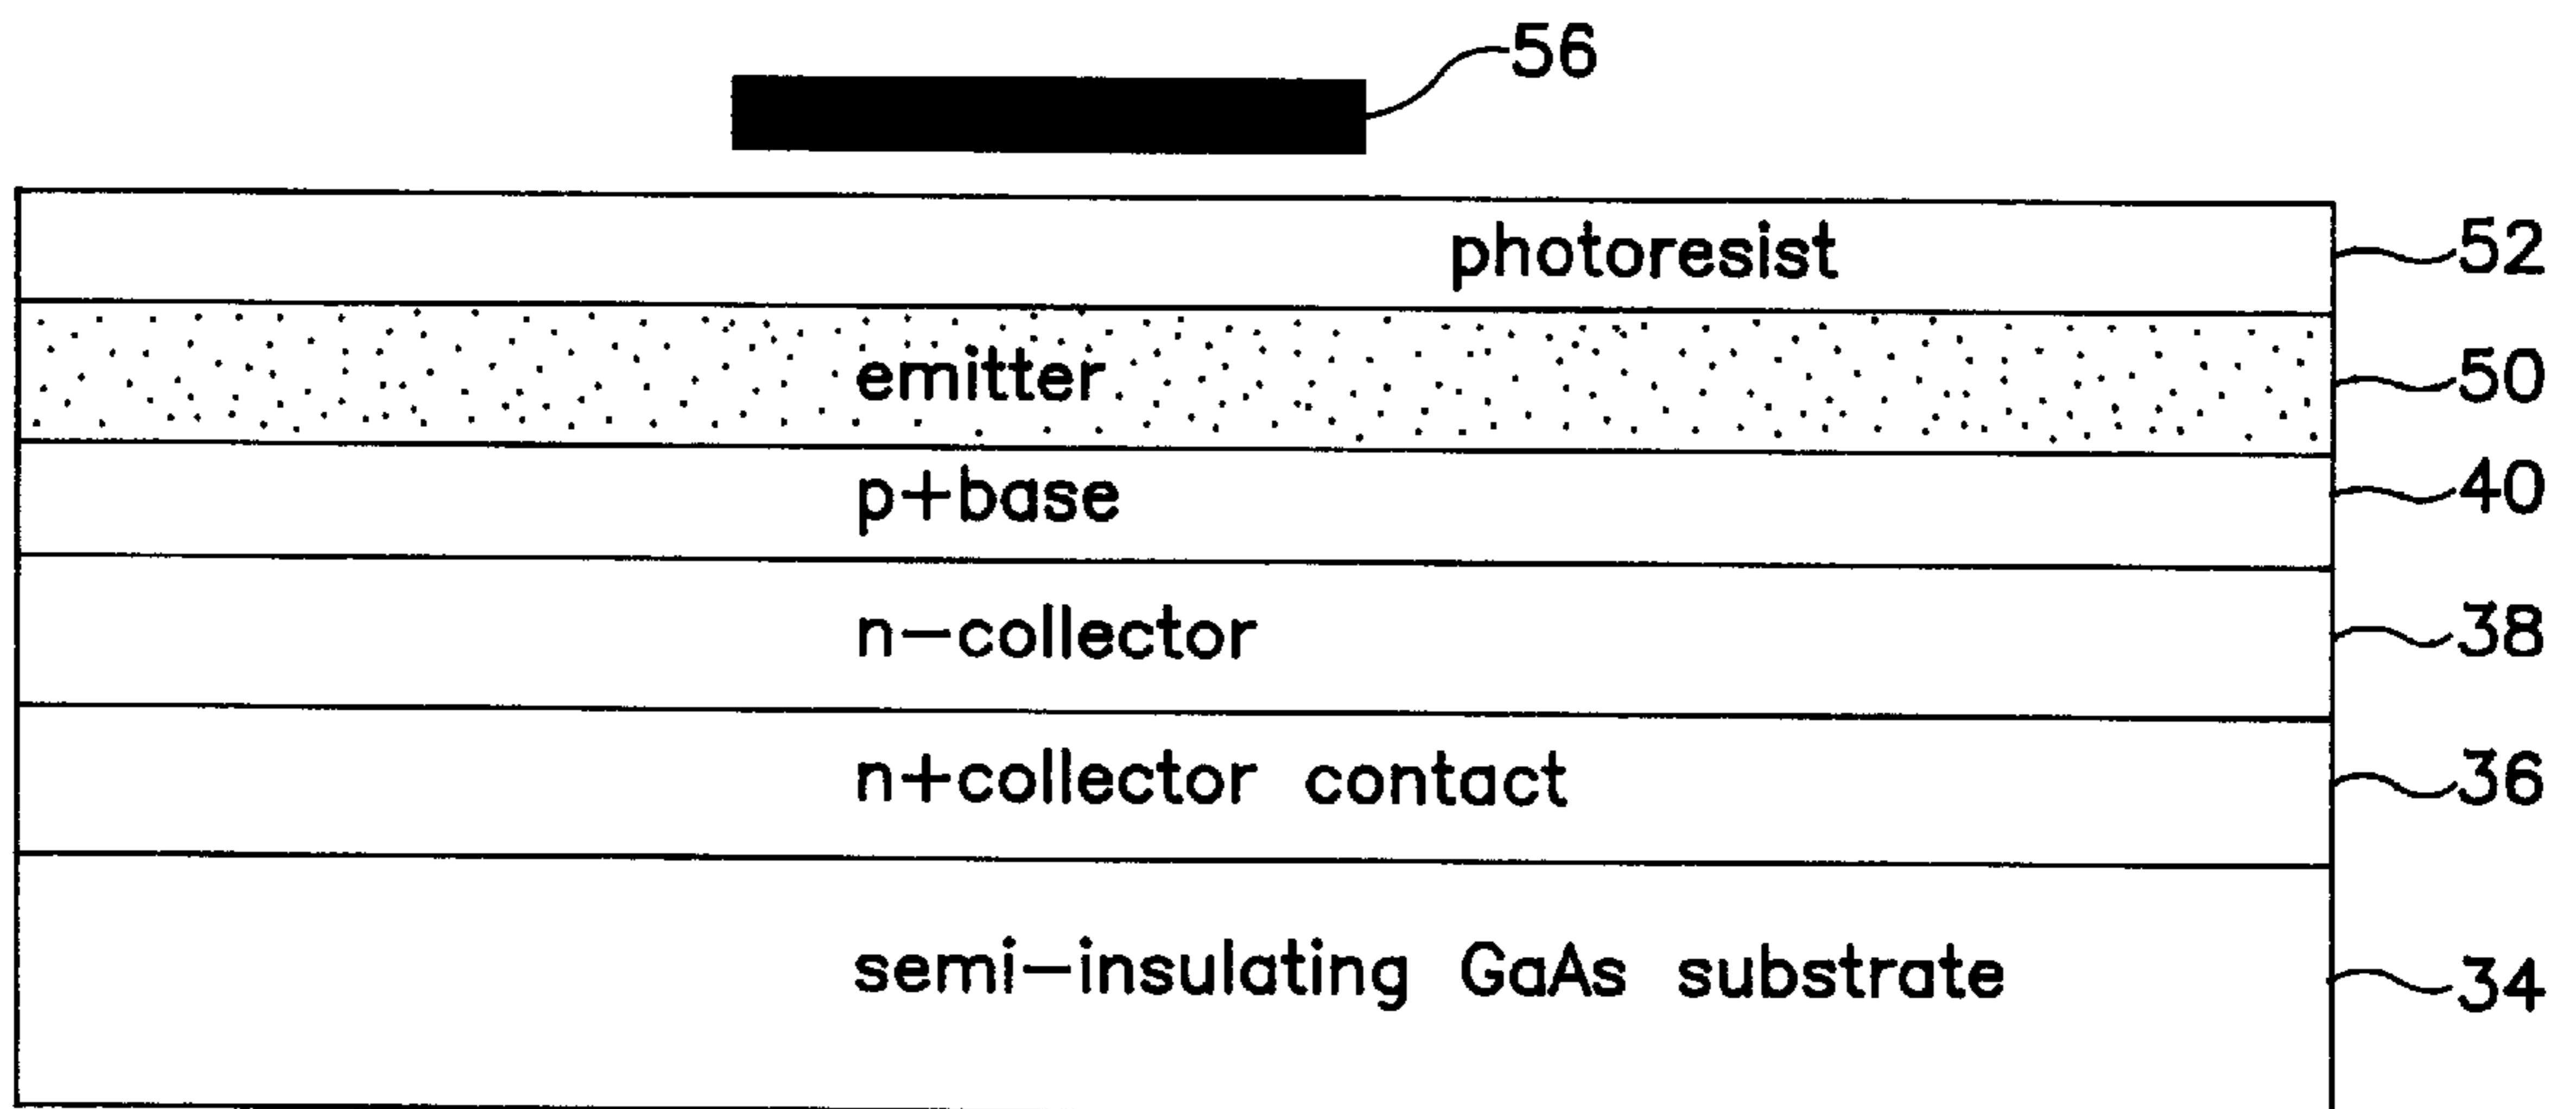 56
photoresist 52
emitter 50
p+base 40
n-collector 38
n+collector contact 36
semi-insulating GaAs substrate 34